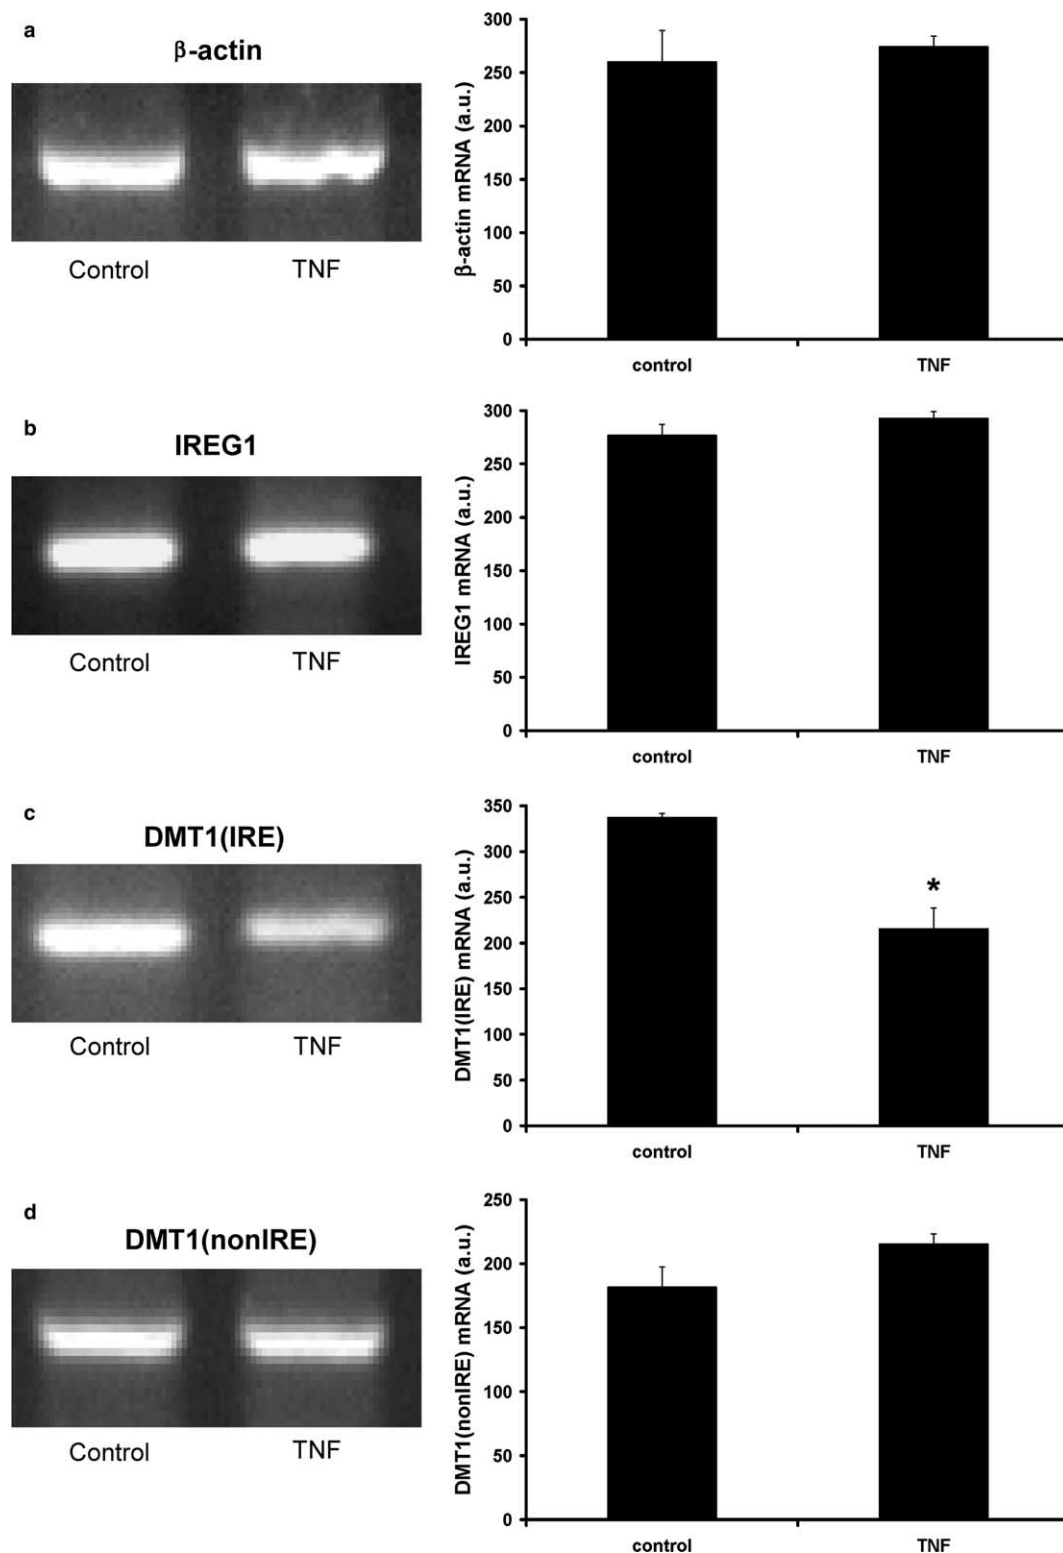 a
β-actin
Control TNF
β-actin mRNA (a.u.)
300
250
200
150
100
50
0
control TNF
b
IREG1
Control TNF
IREG1 mRNA (a.u.)
300
250
200
150
100
50
0
control TNF
c
DMT1(IRE)
Control TNF
DMT1(IRE) mRNA (a.u.)
350
300
250
200
150
100
50
0
*
control TNF
d
DMT1(nonIRE)
Control TNF
DMT1(nonIRE) mRNA (a.u.)
250
200
150
100
50
0
control TNF